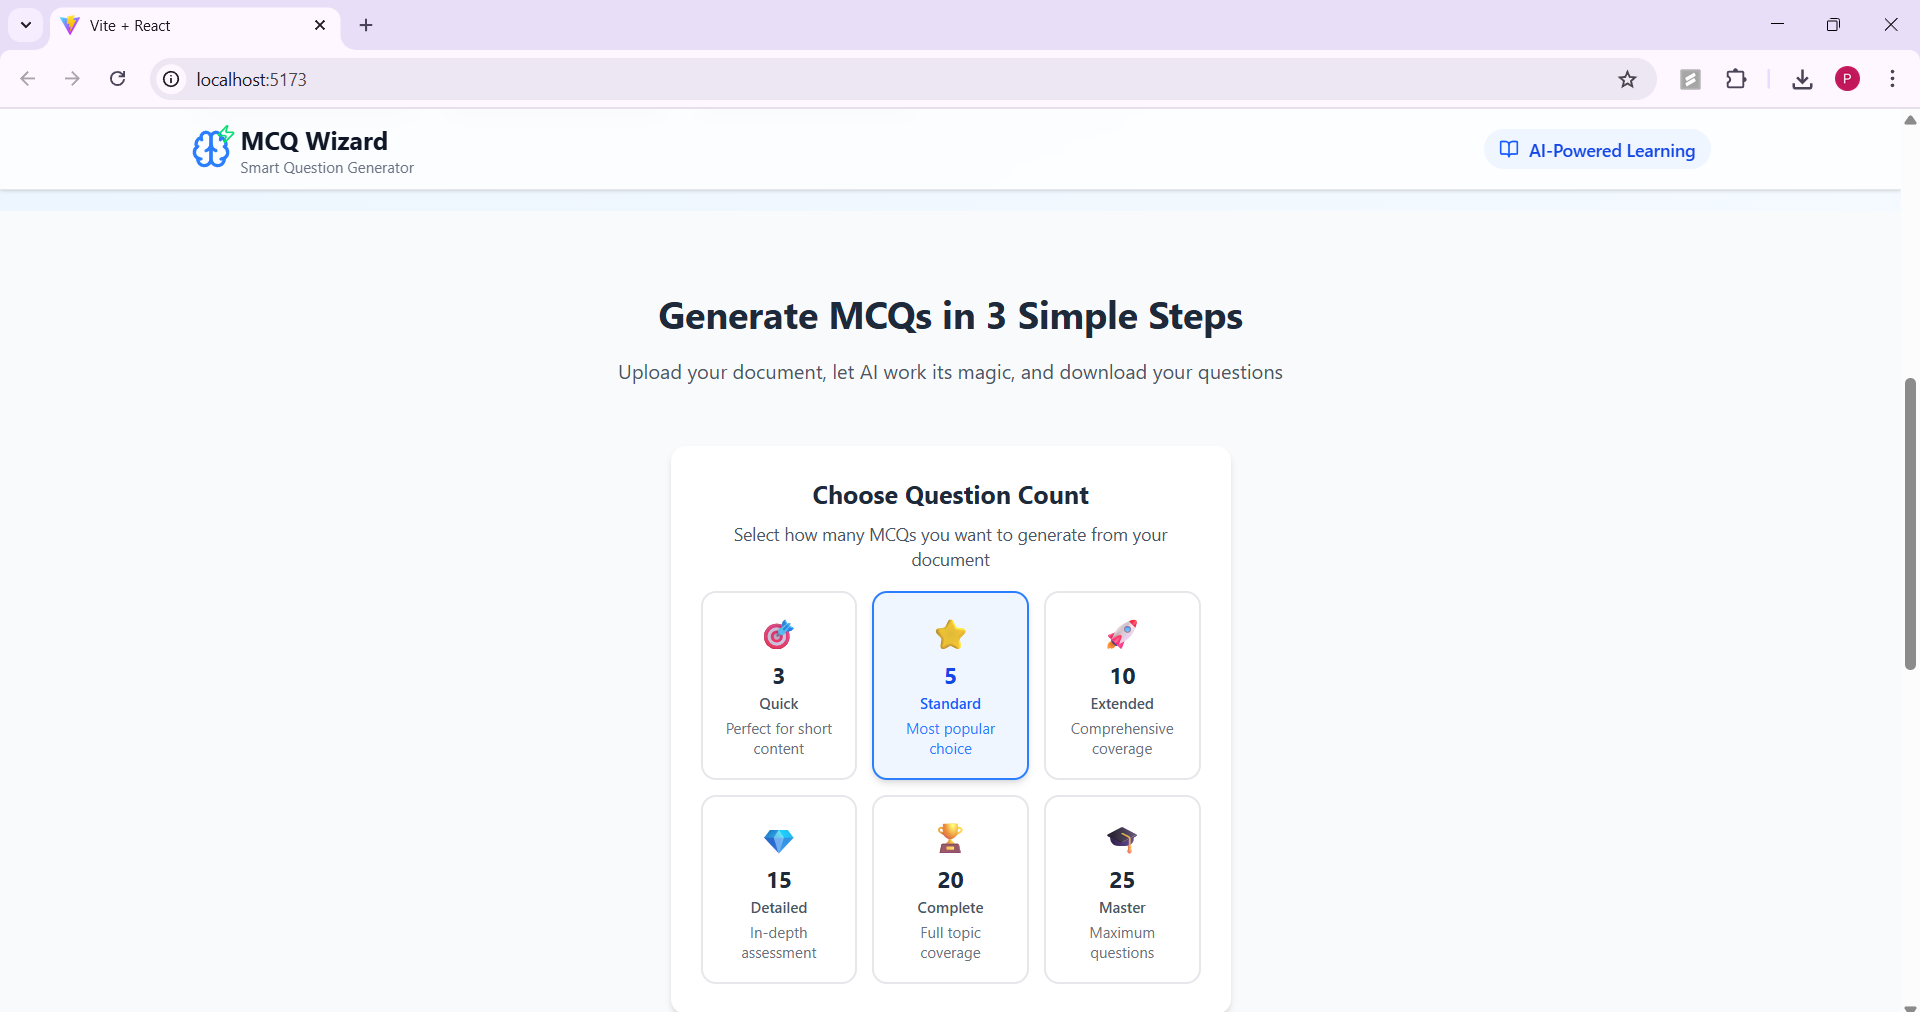 Vite + React
localhost:5173
P
MCQ Wizard
Smart Question Generator
AI-Powered Learning
Generate MCQs in 3 Simple Steps
Upload your document, let AI work its magic, and download your questions
Choose Question Count
Select how many MCQs you want to generate from your
document
3
Quick
Perfect for short
content
5
Standard
Most popular
choice
10
Extended
Comprehensive
coverage
15
Detailed
In-depth
assessment
20
Complete
Full topic
coverage
25
Master
Maximum
questions